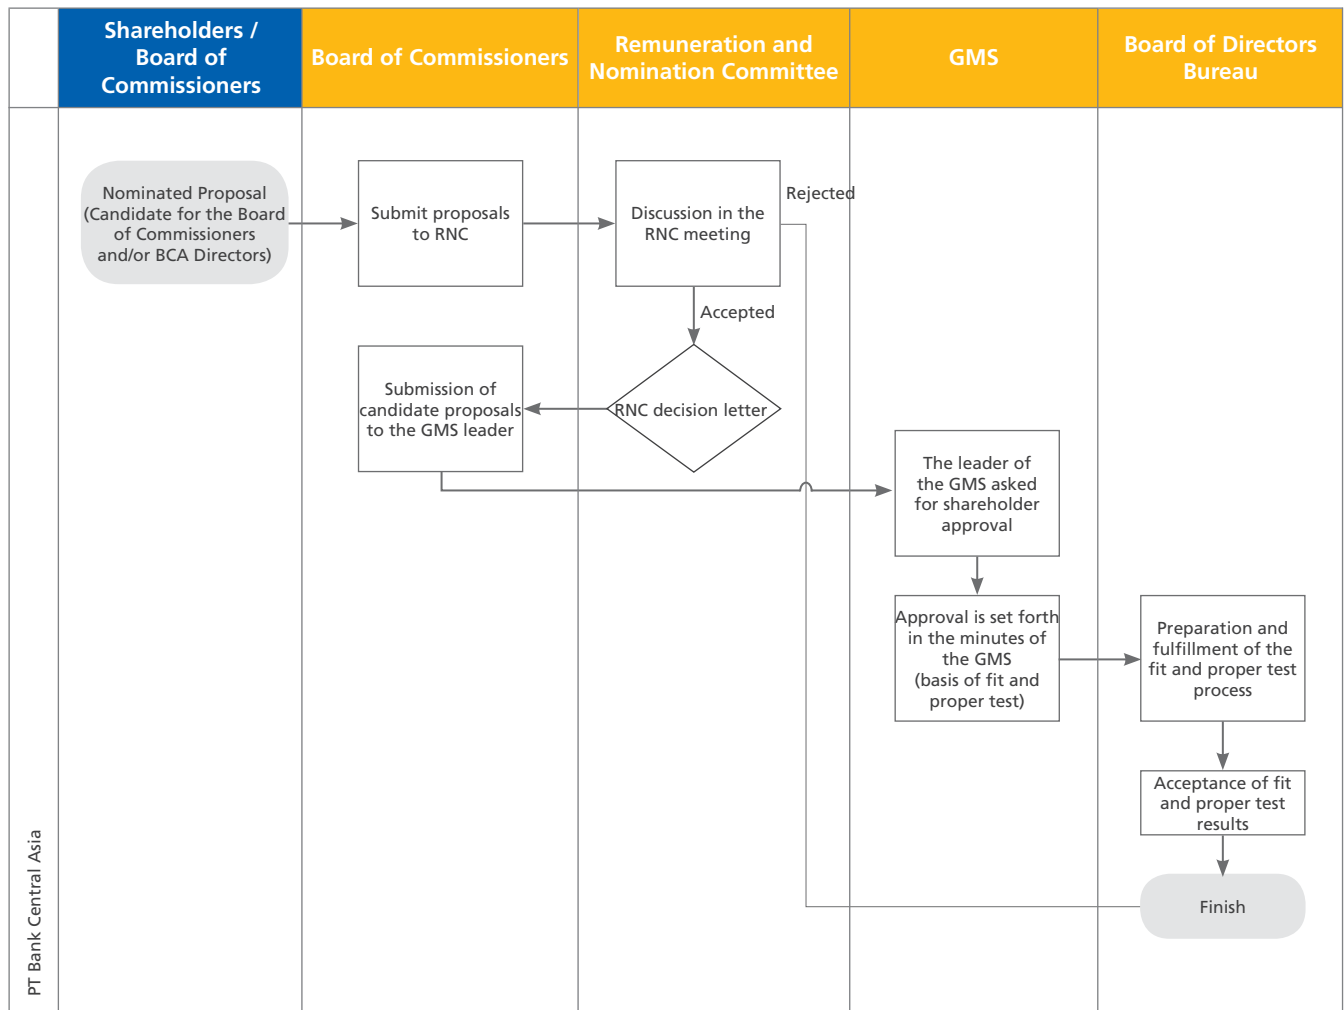 Shareholders /
Board of
Commissioners
Board of Commissioners
Remuneration and
Nomination Committee
GMS
Board of Directors
Bureau
Nominated Proposal
(Candidate for the Board
of Commissioners
and/or BCA Directors)
Submit proposals
to RNC
Discussion in the
RNC meeting
Rejected
Accepted
RNC decision letter
Submission of
candidate proposals
to the GMS leader
The leader of
the GMS asked
for shareholder
approval
Approval is set forth
in the minutes of
the GMS
(basis of fit and
proper test)
Preparation and
fulfillment of the
fit and proper test
process
Acceptance of fit
and proper test
results
Finish
PT Bank Central Asia